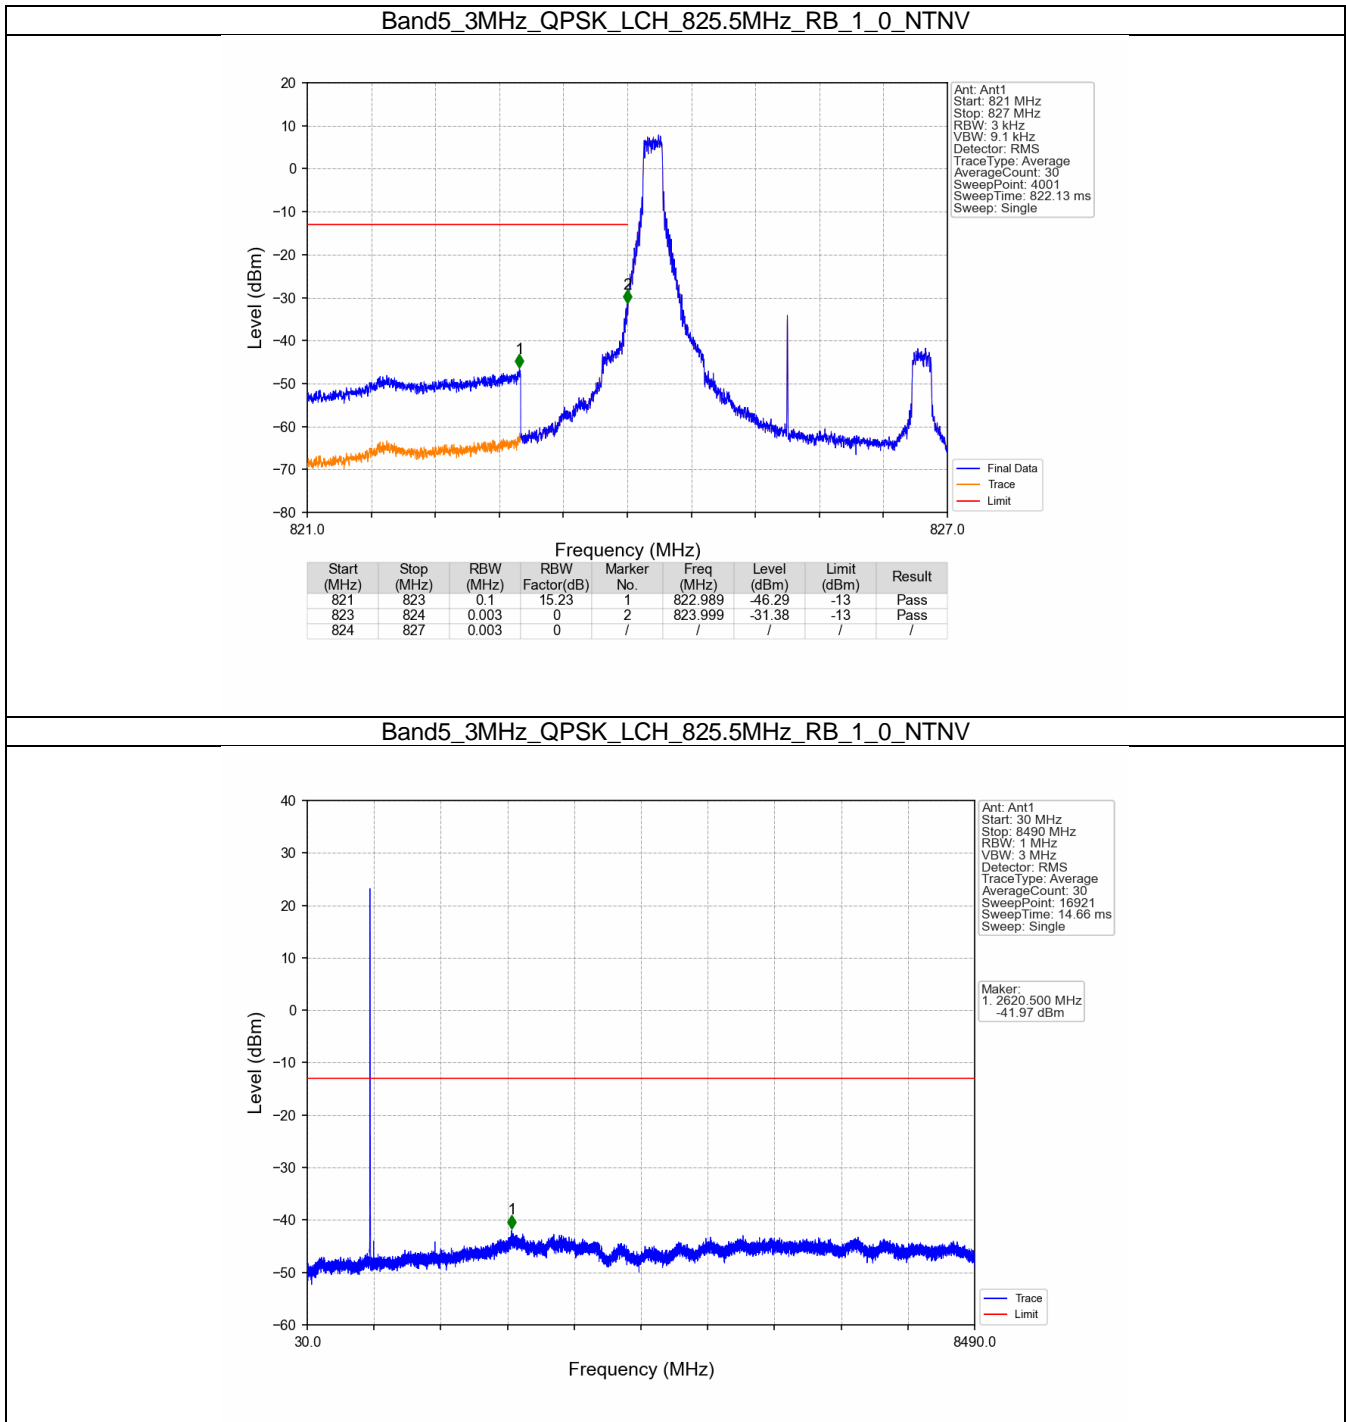 Band5_3MHz_QPSK_LCH_825.5MHz_RB_1_0_NTNV
20
10
0
−10
−20
−30
−40
−50
−60
−70
−80
Level (dBm)
1
2
821.0
827.0
Frequency (MHz)
Ant: Ant1
Start: 821 MHz
Stop: 827 MHz
RBW: 3 kHz
VBW: 9.1 kHz
Detector: RMS
TraceType: Average
AverageCount: 30
SweepPoint: 4001
SweepTime: 822.13 ms
Sweep: Single
Final Data
Trace
Limit
Start (MHz) Stop (MHz) RBW (MHz) RBW Factor(dB) Marker No. Freq (MHz) Level (dBm) Limit (dBm) Result
821 823 0.1 15.23 1 822.989 -46.29 -13 Pass
823 824 0.003 0 2 823.999 -31.38 -13 Pass
824 827 0.003 0 / / / / /
Band5_3MHz_QPSK_LCH_825.5MHz_RB_1_0_NTNV
40
30
20
10
0
−10
−20
−30
−40
−50
−60
Level (dBm)
1
30.0
8490.0
Frequency (MHz)
Ant: Ant1
Start: 30 MHz
Stop: 8490 MHz
RBW: 1 MHz
VBW: 3 MHz
Detector: RMS
TraceType: Average
AverageCount: 30
SweepPoint: 16921
SweepTime: 14.66 ms
Sweep: Single
Maker:
1. 2620.500 MHz
-41.97 dBm
Trace
Limit